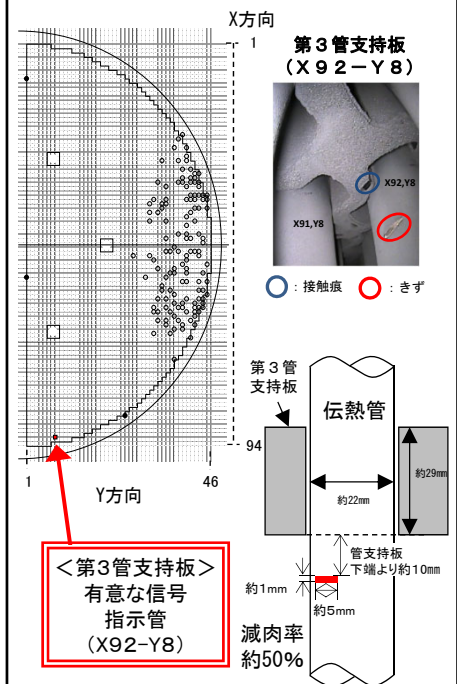 X方向
1
94
1
46
Y方向
第３管支持板
（Ｘ９２－Ｙ８）
X92,Y8
X91,Y8
：接触痕
：きず
＜第3管支持板＞
有意な信号
指示管
(X92-Y8)
第３管
支持板
伝熱管
約29㎜
約22㎜
管支持板
下端より約10㎜
約1mm
約5mm
減肉率
約50%